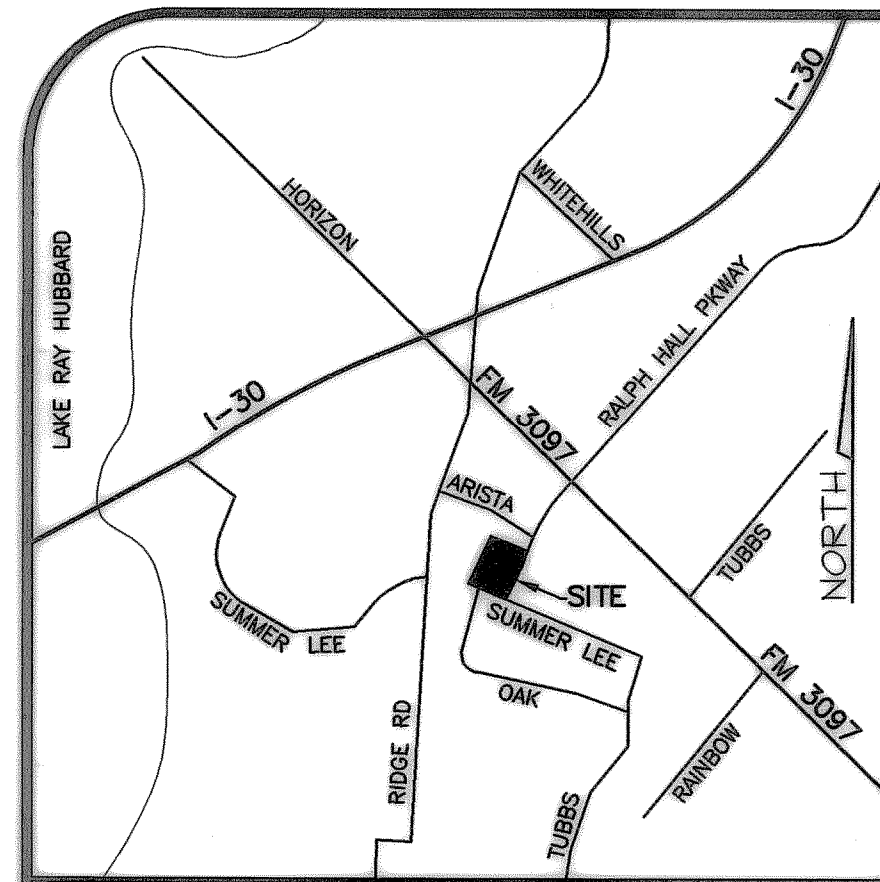 I-30
HORIZON
WHITEHILLS
LAKE RAY HUBBARD
RALPH HALL PKWAY
I-30
FM 3097
ARISTA
NORTH
TUBBS
SITE
SUMMER LEE
SUMMER LEE
OAK
FM 3097
RIDGE RD
RAINBOW
TUBBS